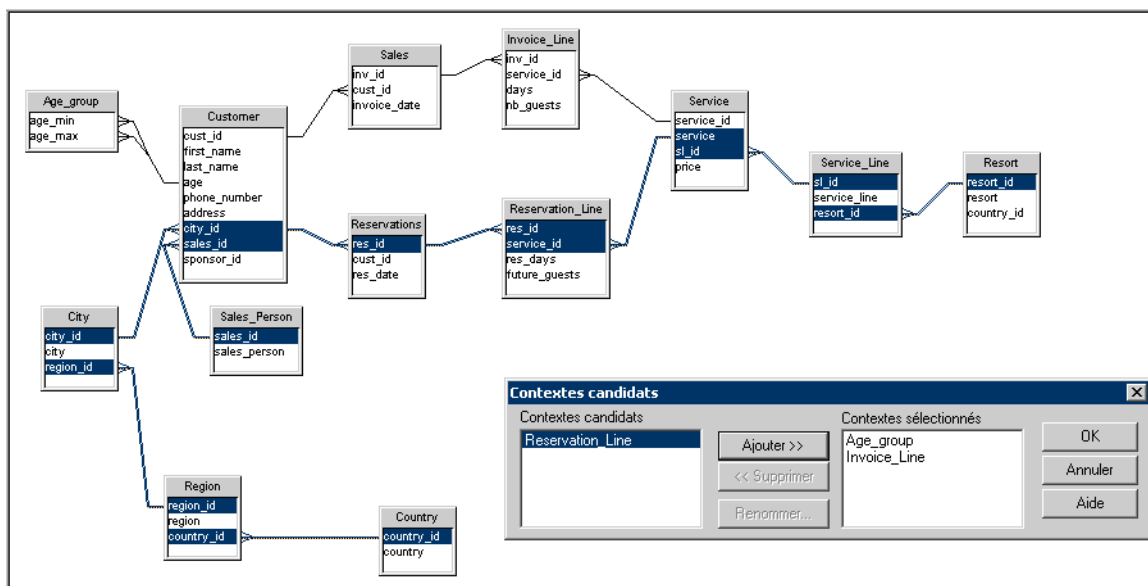 Age_group
age_min
age_max
Customer
cust_id
first_name
last_name
age
phone_number
address
city_id
sales_id
sponsor_id
Sales
inv_id
cust_id
invoice_date
Invoice_Line
inv_id
service_id
days
nb_guests
Service
service_id
service
sl_id
price
Service_Line
sl_id
service_line
resort_id
Resort
resort_id
resort
country_id
Reservations
res_id
cust_id
res_date
Reservation_Line
res_id
service_id
res_days
future_guests
City
city_id
city
region_id
Sales_Person
sales_id
sales_person
Region
region_id
region
country_id
Country
country_id
country
Contextes candidats
Contextes candidats
Reservation_Line
Ajouter >>
<< Supprimer
Renommer...
Contextes sélectionnés
Age_group
Invoice_Line
OK
Annuler
Aide